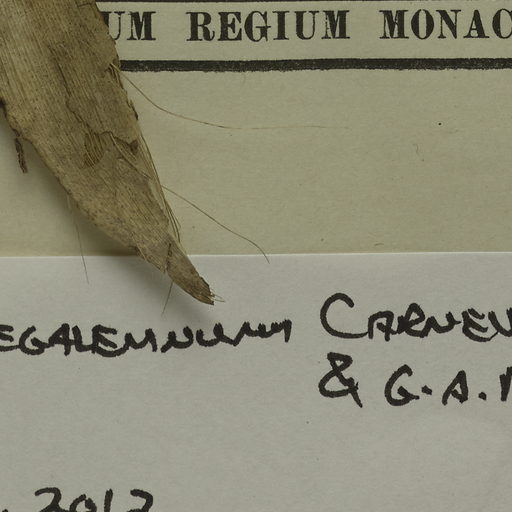 UM REGIUM MONAC
EGALEMNUM CARNEV
& G.A.
2012